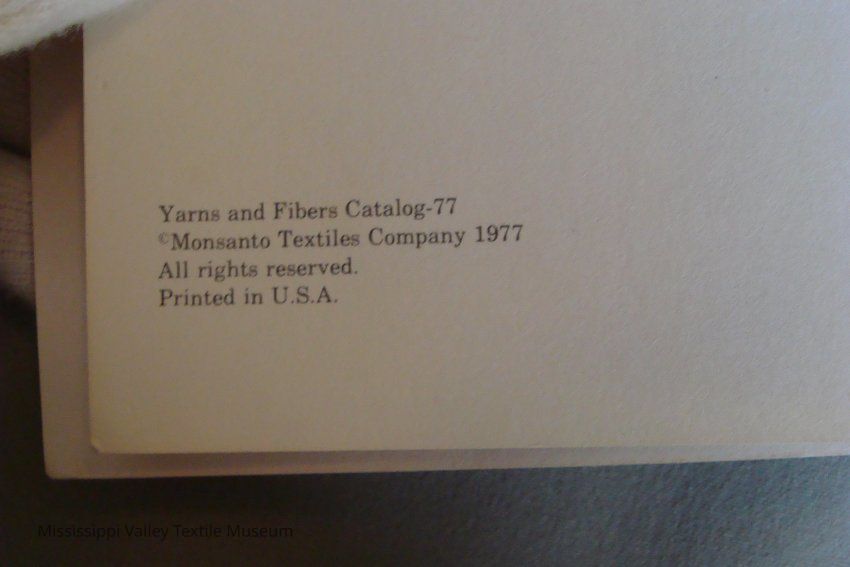 Yarns and Fibers Catalog-77
©Monsanto Textiles Company 1977
All rights reserved.
Printed in U.S.A.
Mississippi Valley Textile Museum